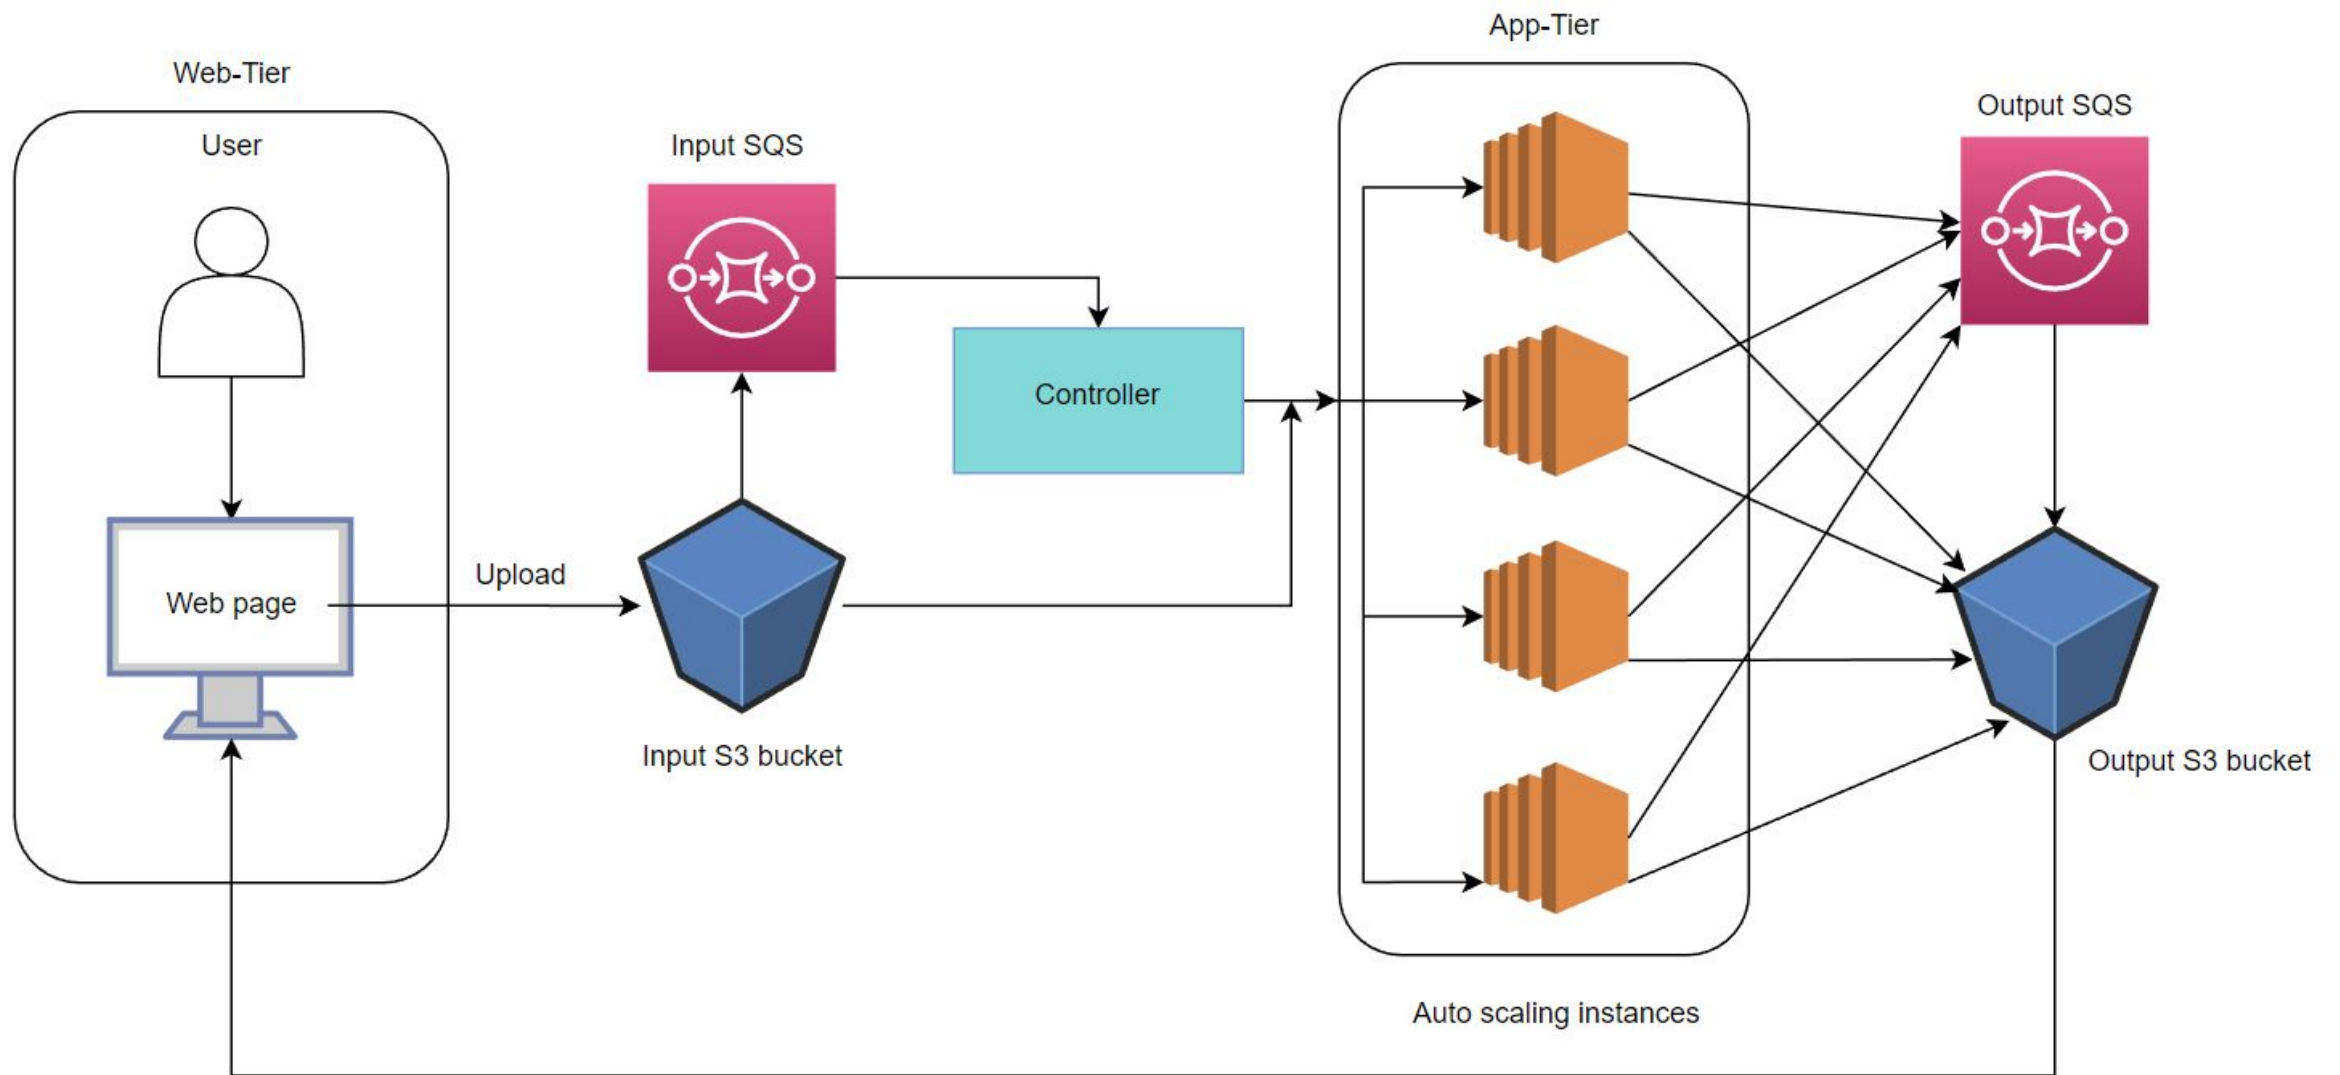 App-Tier
Web-Tier
User
Input SQS
Output SQS
Controller
Upload
Web page
Input S3 bucket
Output S3 bucket
Auto scaling instances